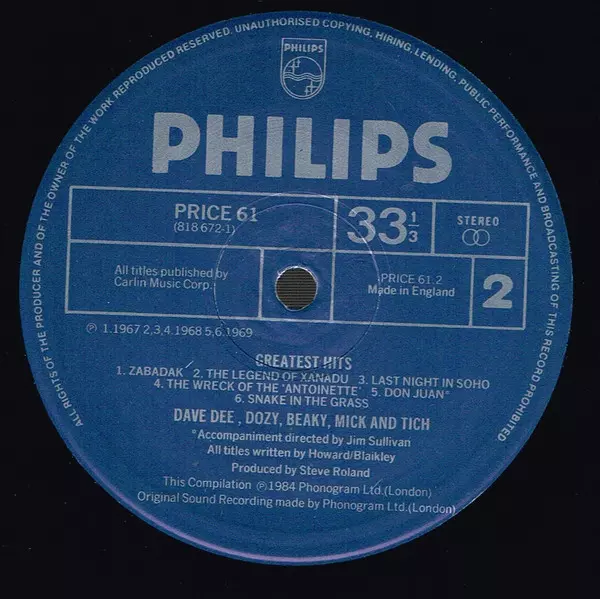 ALL RIGHTS OF THE PRODUCER AND OF THE OWNER OF THE WORK REPRODUCED RESERVED. UNAUTHORISED COPYING, HIRING, LENDING, PUBLIC PERFORMANCE AND BROADCASTING OF THIS RECORD PROHIBITED
PHILIPS
PHILIPS
PRICE 61
(818 672-1)
33 1/3
STEREO
All titles published by
Carlin Music Corp.
PRICE 61.2
Made in England
2
Ⓟ 1.1967 2,3,4.1968 5,6.1969
GREATEST HITS
1. ZABADAK 2. THE LEGEND OF XANADU 3. LAST NIGHT IN SOHO
4. THE WRECK OF THE 'ANTOINETTE' 5. DON JUAN*
6. SNAKE IN THE GRASS
DAVE DEE , DOZY, BEAKY, MICK AND TICH
*Accompaniment directed by Jim Sullivan
All titles written by Howard/Blaikley
Produced by Steve Roland
This Compilation Ⓟ1984 Phonogram Ltd.(London)
Original Sound Recording made by Phonogram Ltd.(London)